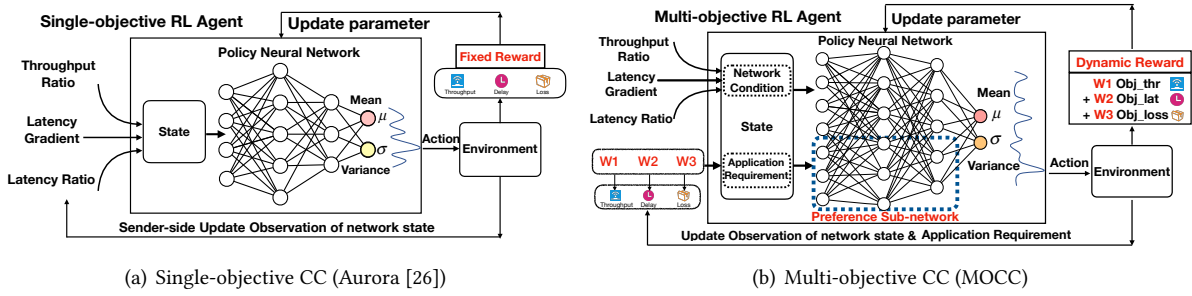 Single-objective RL Agent
Update parameter
Policy Neural Network
Throughput
Ratio
Latency
Gradient
Latency Ratio
State
Mean
μ
σ
Variance
Action
Fixed Reward
Throughput
Delay
Loss
Environment
Sender-side Update Observation of network state
(a) Single-objective CC (Aurora [26])
Multi-objective RL Agent
Update parameter
Policy Neural Network
Throughput
Ratio
Latency
Gradient
Latency Ratio
Network
Condition
State
Application
Requirement
W1 W2 W3
Throughput
Delay
Loss
Preference Sub-network
Mean
μ
σ
Variance
Action
Dynamic Reward
W1 Obj_thr
+ W2 Obj_lat
+ W3 Obj_loss
Environment
Update Observation of network state & Application Requirement
(b) Multi-objective CC (MOCC)